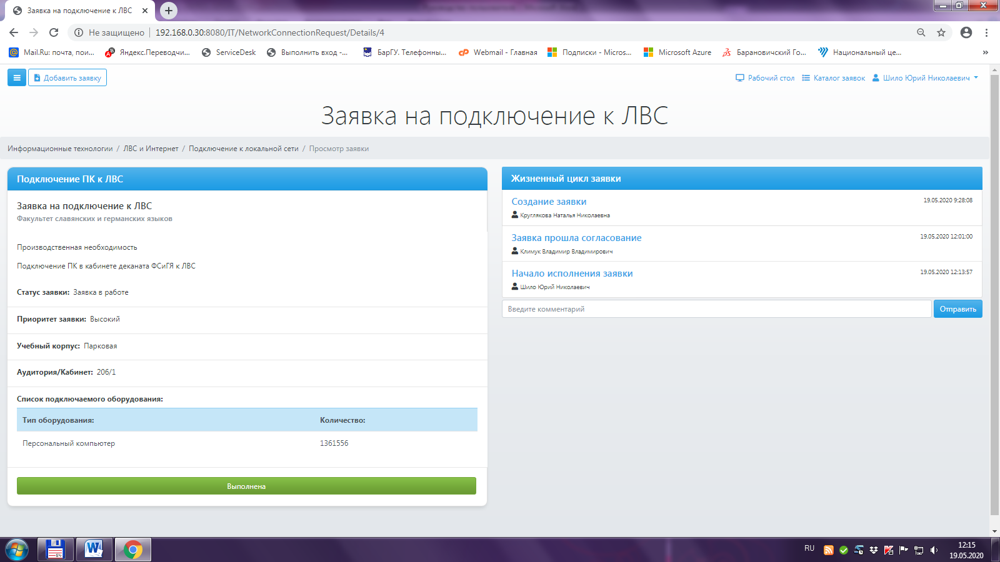 Заявка на подключение к ЛВС
Не защищено
192.168.0.30:8080/IT/NetworkConnectionRequest/Details/4
Mail.Ru: почта, пои...
Яндекс.Переводчи...
ServiceDesk
Выполнить вход -...
БарГУ. Телефонны...
Webmail - Главная
Подписки - Micros...
Microsoft Azure
Барановичский Го...
Национальный це...
»
Добавить заявку
Рабочий стол
Каталог заявок
Шило Юрий Николаевич
Заявка на подключение к ЛВС
Информационные технологии / ЛВС и Интернет / Подключение к локальной сети / Просмотр заявки
Подключение ПК к ЛВС
Заявка на подключение к ЛВС
Факультет славянских и германских языков
Производственная необходимость
Подключение ПК в кабинете деканата ФСиГЯ к ЛВС
Статус заявки: Заявка в работе
Приоритет заявки: Высокий
Учебный корпус: Парковая
Аудитория/Кабинет: 206/1
Список подключаемого оборудования:
Тип оборудования: Количество:
Персональный компьютер 1361556
Выполнена
Жизненный цикл заявки
Создание заявки 19.05.2020 9:28:08
Круглякова Наталья Николаевна
Заявка прошла согласование 19.05.2020 12:01:00
Климук Владимир Владимирович
Начало исполнения заявки 19.05.2020 12:13:57
Шило Юрий Николаевич
Введите комментарий
Отправить
64
RU
12:15
19.05.2020